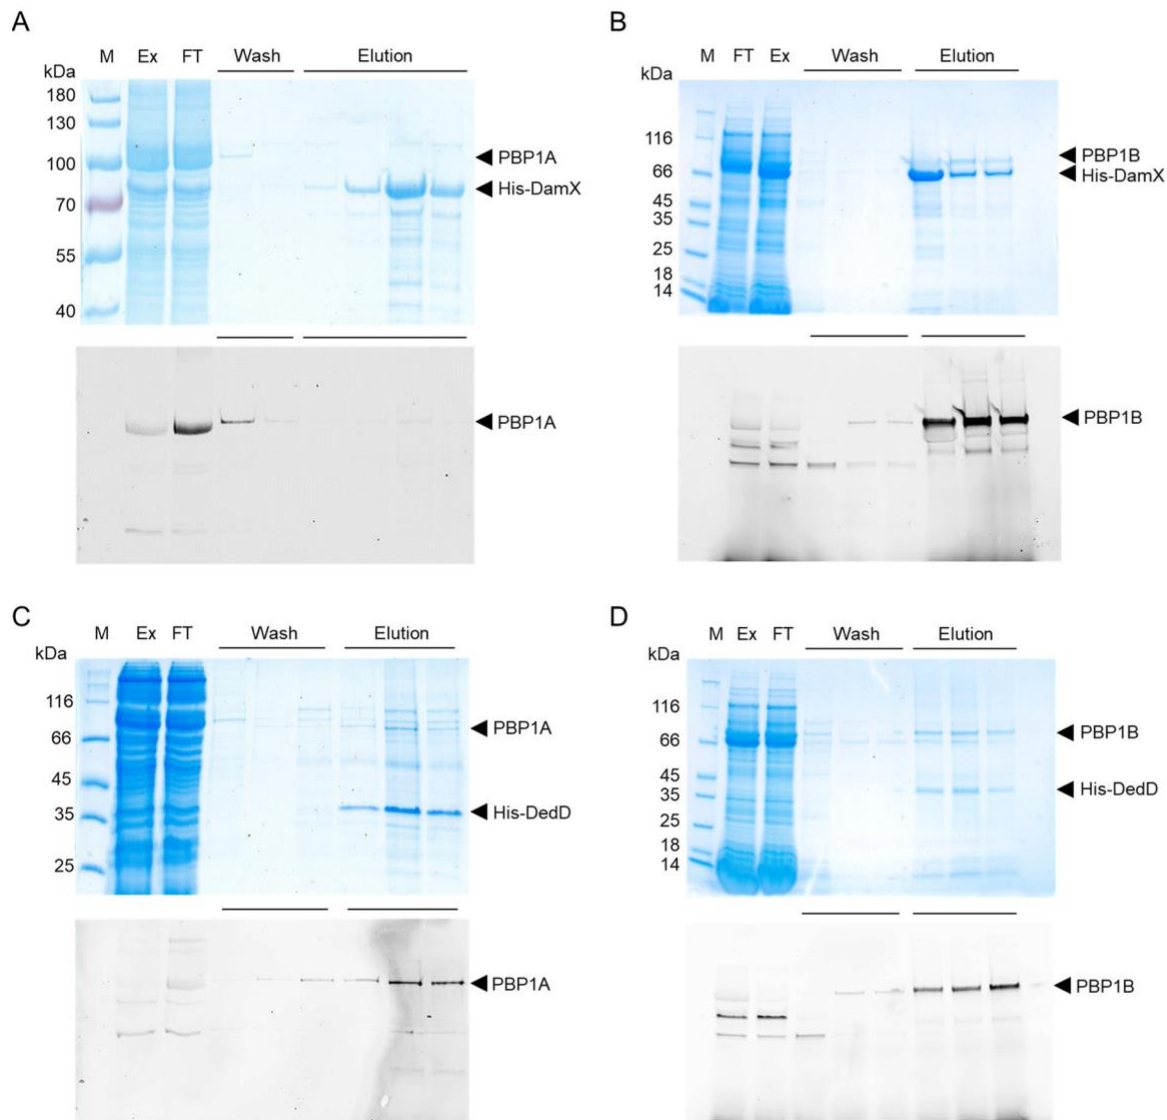 A
M Ex FT Wash Elution
kDa
180
130
100
70
55
40
PBP1A
His-DamX
PBP1A
B
M FT Ex Wash Elution
kDa
116
66
45
35
25
18
14
PBP1B
His-DamX
PBP1B
C
M Ex FT Wash Elution
kDa
116
66
45
35
25
PBP1A
His-DedD
PBP1A
D
M Ex FT Wash Elution
kDa
116
66
45
35
25
18
14
PBP1B
His-DedD
PBP1B